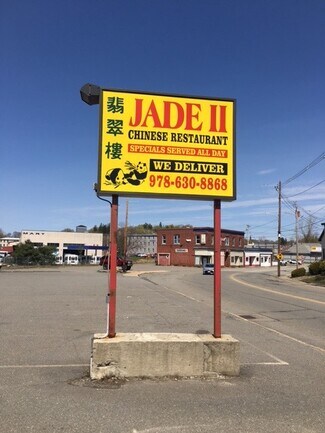 翡翠樓
JADE II
CHINESE RESTAURANT
SPECIALS SERVED ALL DAY
WE DELIVER
978-630-8868